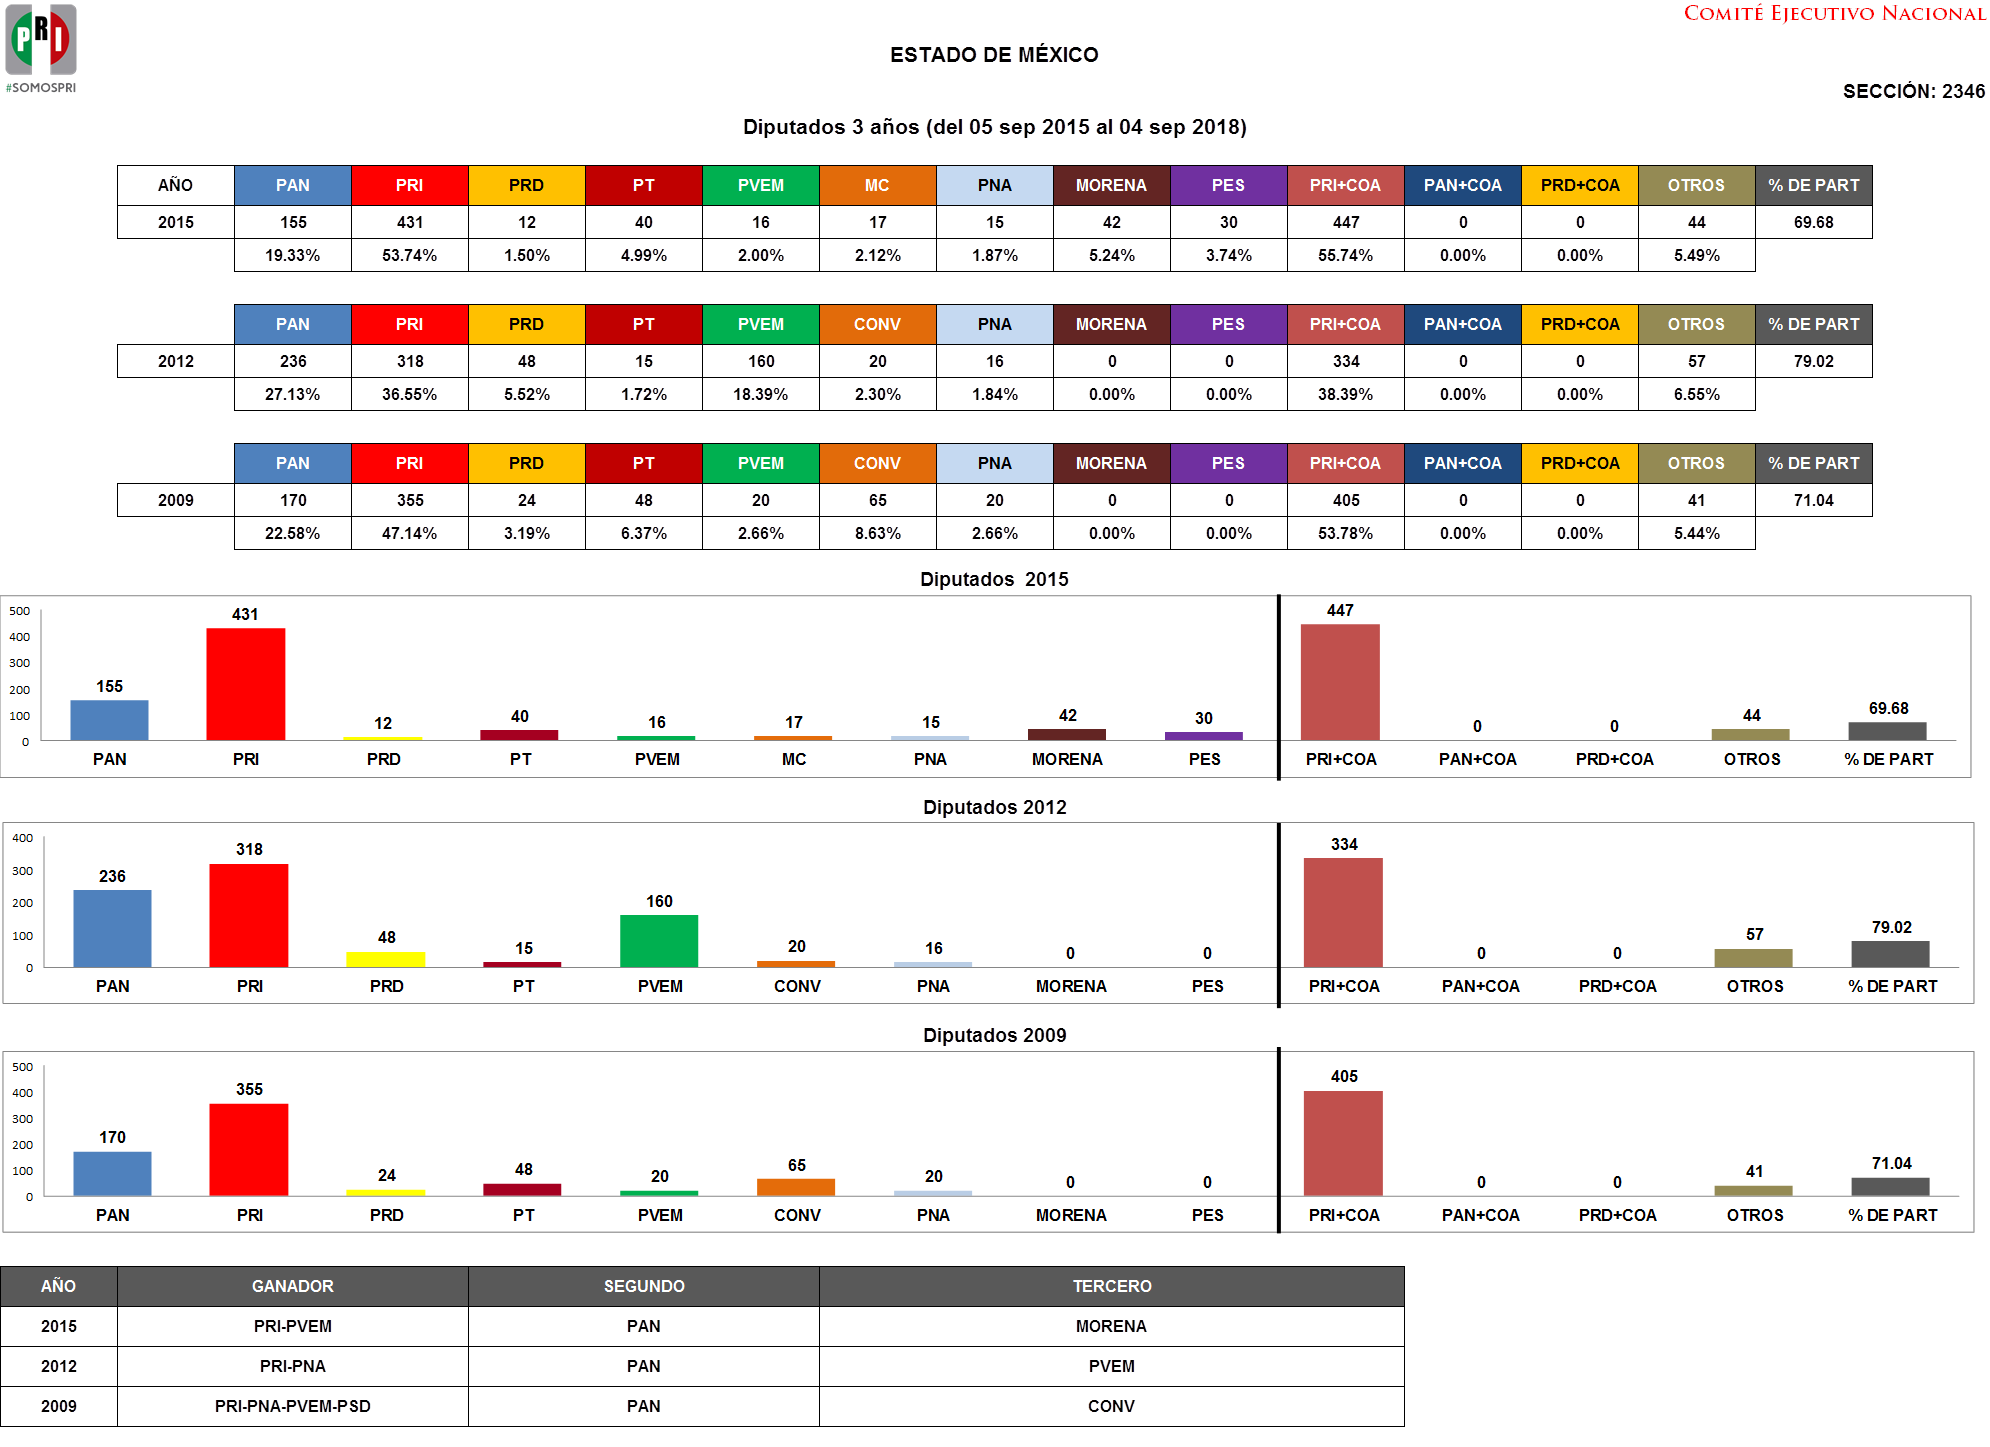 PRI
#SOMOSPRI
COMITÉ EJECUTIVO NACIONAL
ESTADO DE MÉXICO
SECCIÓN: 2346
Diputados 3 años (del 05 sep 2015 al 04 sep 2018)
AÑO PAN PRI PRD PT PVEM MC PNA MORENA PES PRI+COA PAN+COA PRD+COA OTROS % DE PART
2015 155 431 12 40 16 17 15 42 30 447 0 0 44 69.68
19.33% 53.74% 1.50% 4.99% 2.00% 2.12% 1.87% 5.24% 3.74% 55.74% 0.00% 0.00% 5.49%
PAN PRI PRD PT PVEM CONV PNA MORENA PES PRI+COA PAN+COA PRD+COA OTROS % DE PART
2012 236 318 48 15 160 20 16 0 0 334 0 0 57 79.02
27.13% 36.55% 5.52% 1.72% 18.39% 2.30% 1.84% 0.00% 0.00% 38.39% 0.00% 0.00% 6.55%
PAN PRI PRD PT PVEM CONV PNA MORENA PES PRI+COA PAN+COA PRD+COA OTROS % DE PART
2009 170 355 24 48 20 65 20 0 0 405 0 0 41 71.04
22.58% 47.14% 3.19% 6.37% 2.66% 8.63% 2.66% 0.00% 0.00% 53.78% 0.00% 0.00% 5.44%
Diputados 2015
500
400
300
200
100
0
155 431 12 40 16 17 15 42 30 447 0 0 44 69.68
PAN PRI PRD PT PVEM MC PNA MORENA PES PRI+COA PAN+COA PRD+COA OTROS % DE PART
Diputados 2012
400
300
200
100
0
236 318 48 15 160 20 16 0 0 334 0 0 57 79.02
PAN PRI PRD PT PVEM CONV PNA MORENA PES PRI+COA PAN+COA PRD+COA OTROS % DE PART
Diputados 2009
500
400
300
200
100
0
170 355 24 48 20 65 20 0 0 405 0 0 41 71.04
PAN PRI PRD PT PVEM CONV PNA MORENA PES PRI+COA PAN+COA PRD+COA OTROS % DE PART
AÑO GANADOR SEGUNDO TERCERO
2015 PRI-PVEM PAN MORENA
2012 PRI-PNA PAN PVEM
2009 PRI-PNA-PVEM-PSD PAN CONV